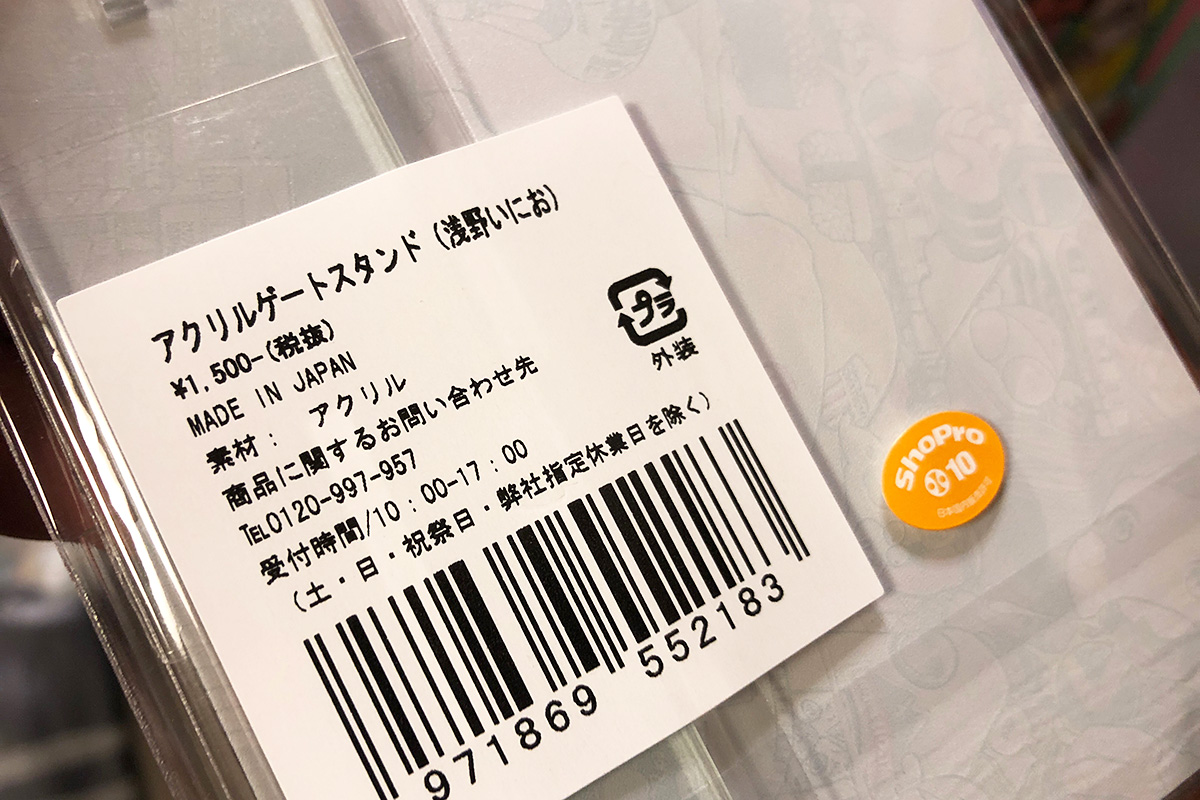 アクリルゲートスタンド(浅野いにお)
¥1,500-(税抜)
MADE IN JAPAN
素材: アクリル
商品に関するお問い合わせ先
℡0120-997-957
受付時間/10:00-17:00
(土・日・祝祭日・弊社指定休業日を除く)
プラ
外装
971869 552183
ShoPro
10